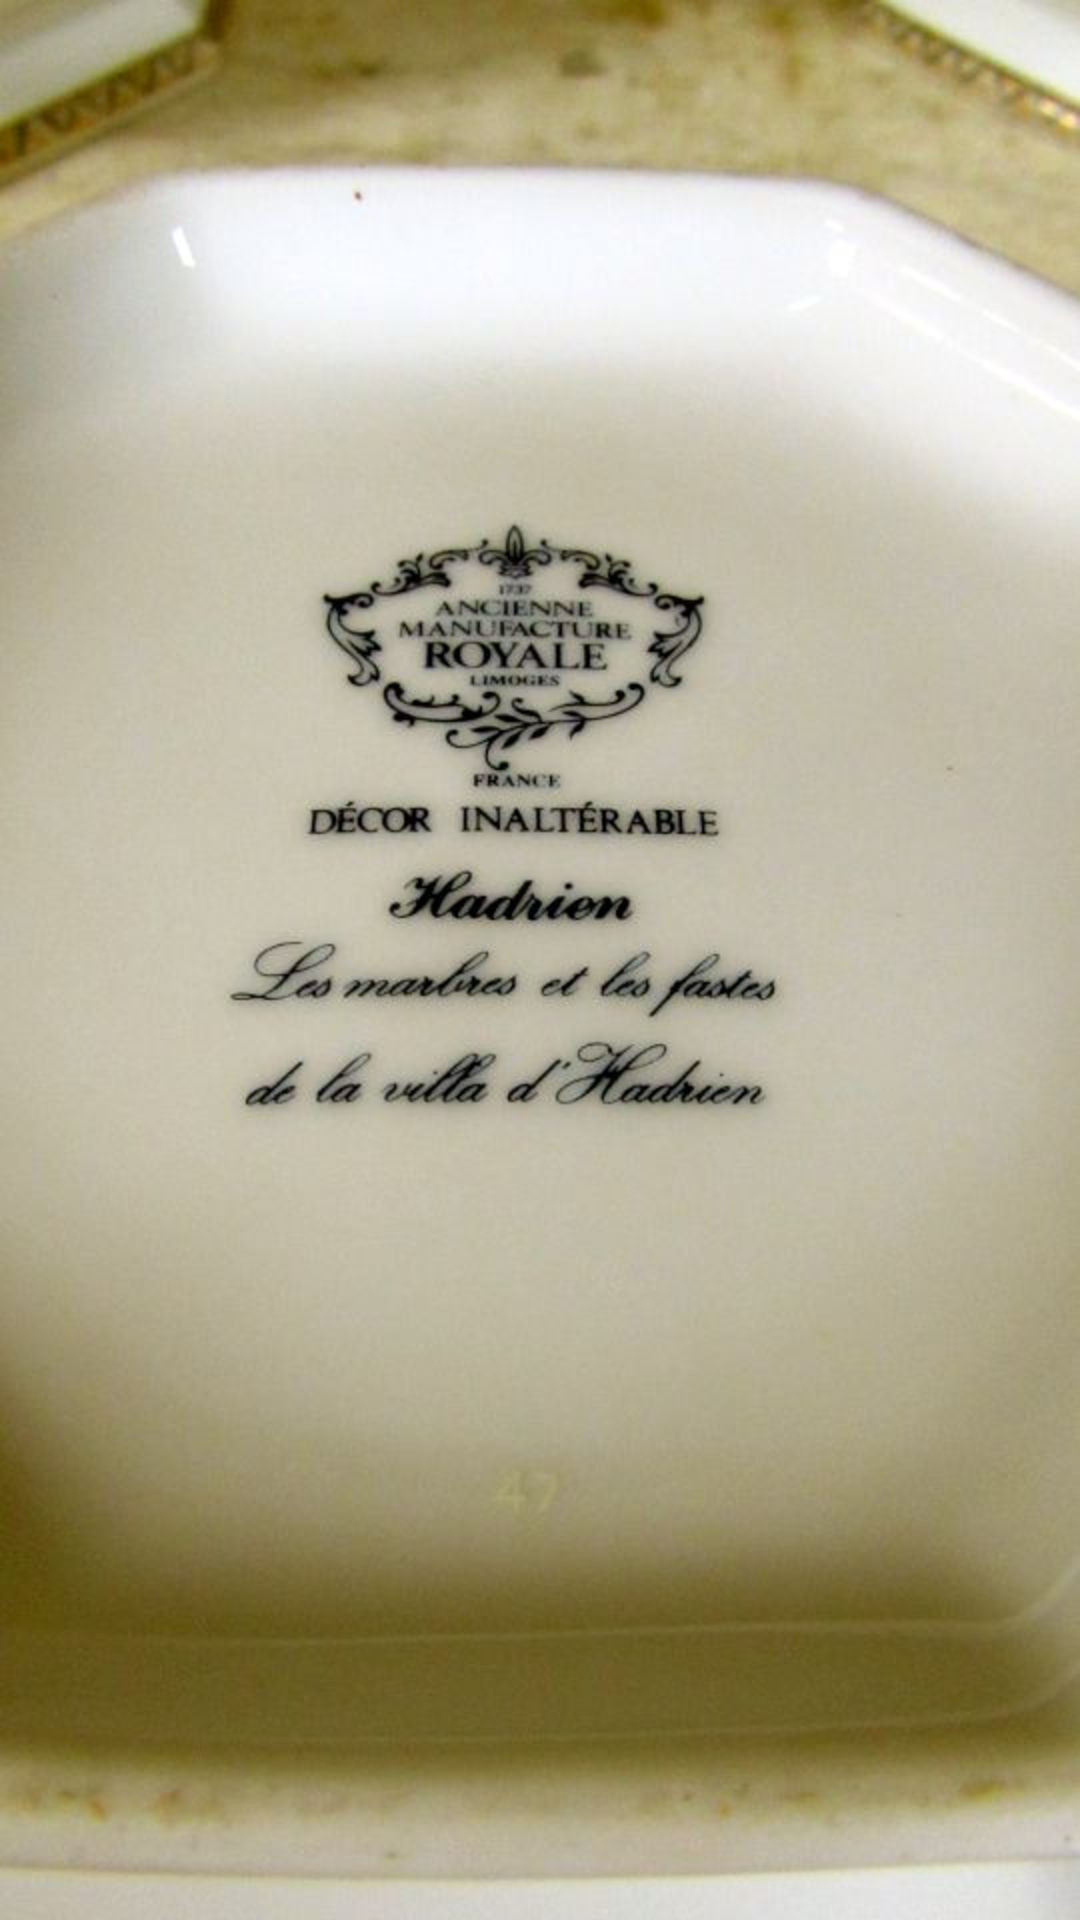 1737
ANCIENNE
MANUFACTURE
ROYALE
LIMOGES
FRANCE
DÉCOR INALTÉRABLE
Hadrien
Les marbres et les fastes
de la villa d'Hadrien
47